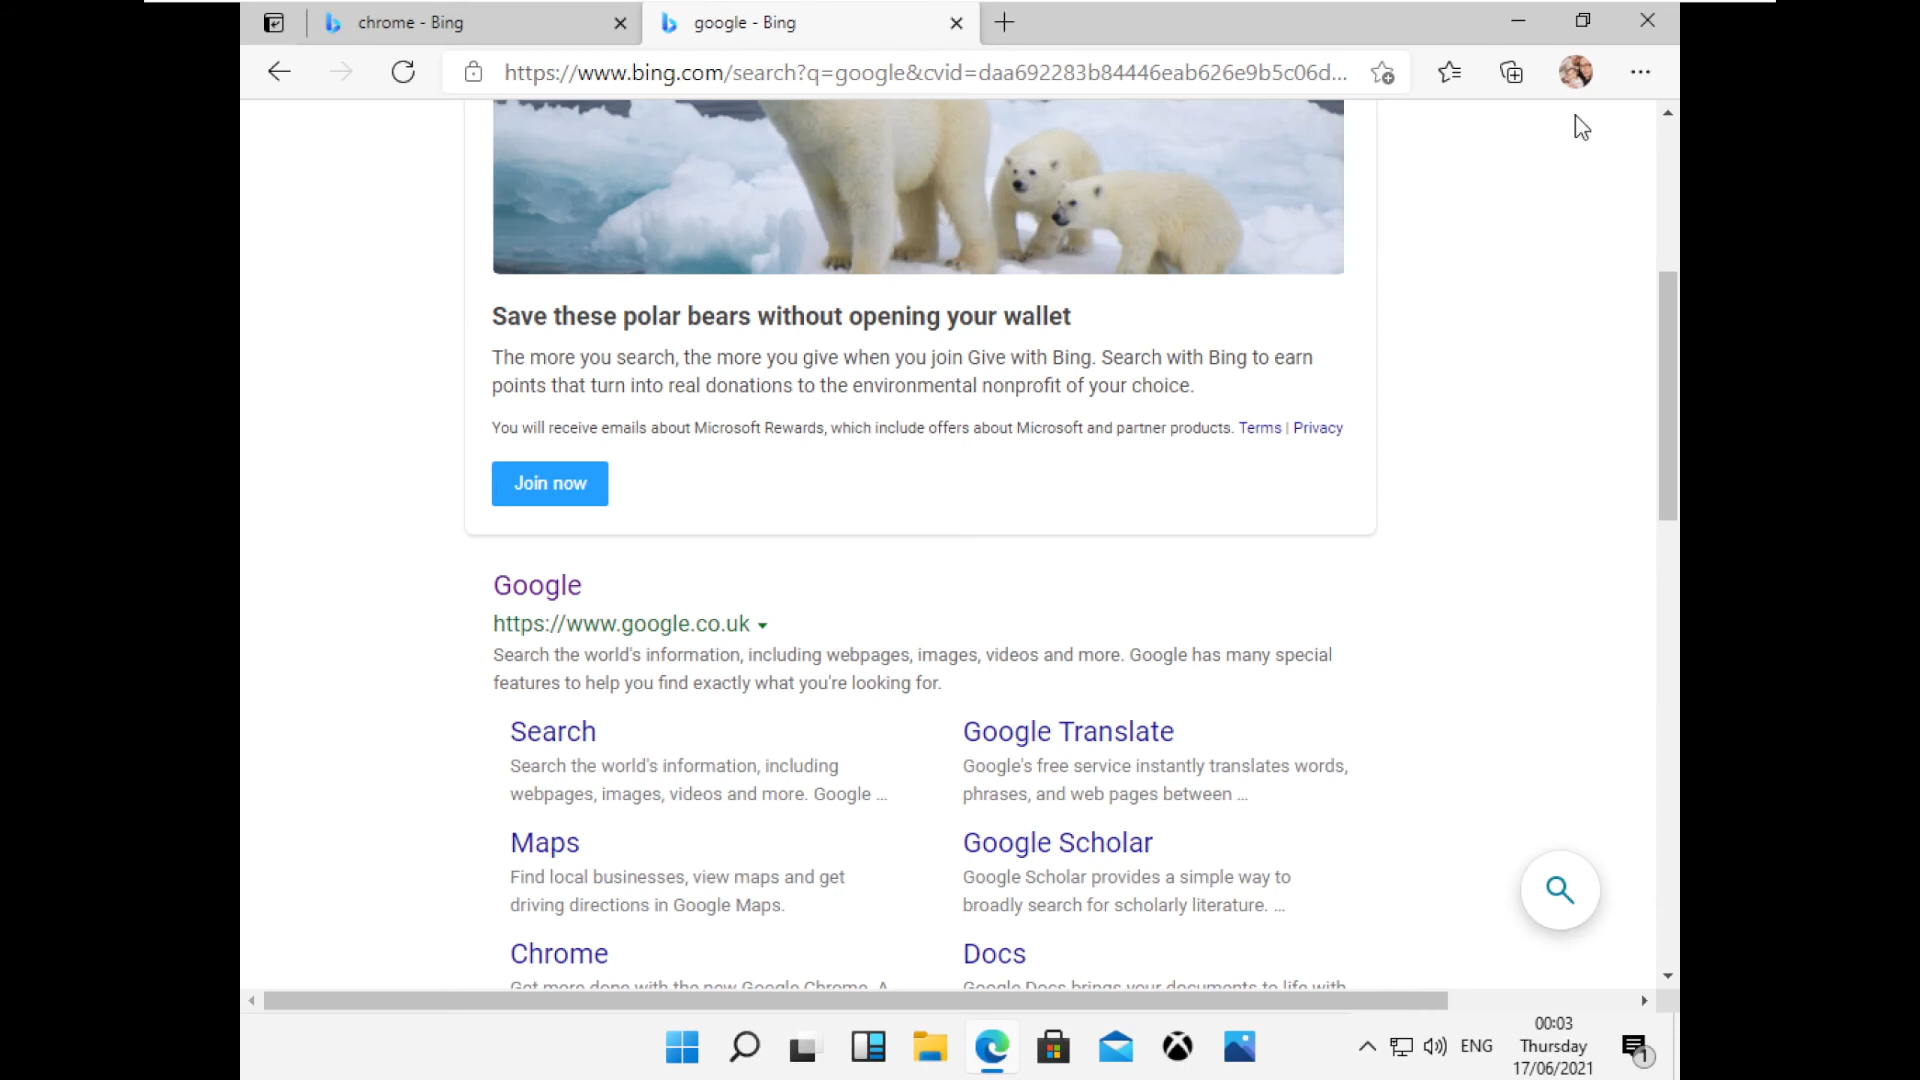 chrome - Bing
google - Bing
https://www.bing.com/search?q=google&cvid=daa692283b84446eab626e9b5c06d...
Save these polar bears without opening your wallet
The more you search, the more you give when you join Give with Bing. Search with Bing to earn
points that turn into real donations to the environmental nonprofit of your choice.
You will receive emails about Microsoft Rewards, which include offers about Microsoft and partner products. Terms | Privacy
Join now
Google
https://www.google.co.uk
Search the world's information, including webpages, images, videos and more. Google has many special
features to help you find exactly what you're looking for.
Search
Search the world's information, including
webpages, images, videos and more. Google ...
Google Translate
Google's free service instantly translates words,
phrases, and web pages between ...
Maps
Find local businesses, view maps and get
driving directions in Google Maps.
Google Scholar
Google Scholar provides a simple way to
broadly search for scholarly literature. ...
Chrome
Get more done with the new Google Chrome. A
Docs
Google Docs brings your documents to life with
ENG
00:03
Thursday
17/06/2021
1